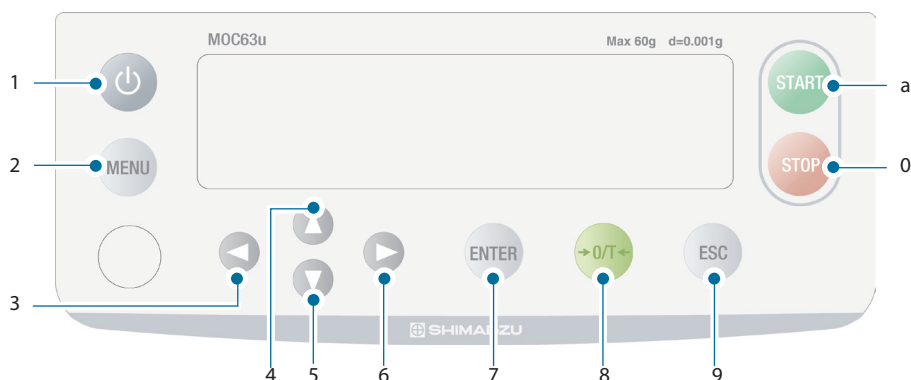 MOC63u Max 60g d=0.001g
1 START a
2 MENU STOP 0
ENTER →0/T← ESC
3
SHIMADZU
4 5 6 7 8 9